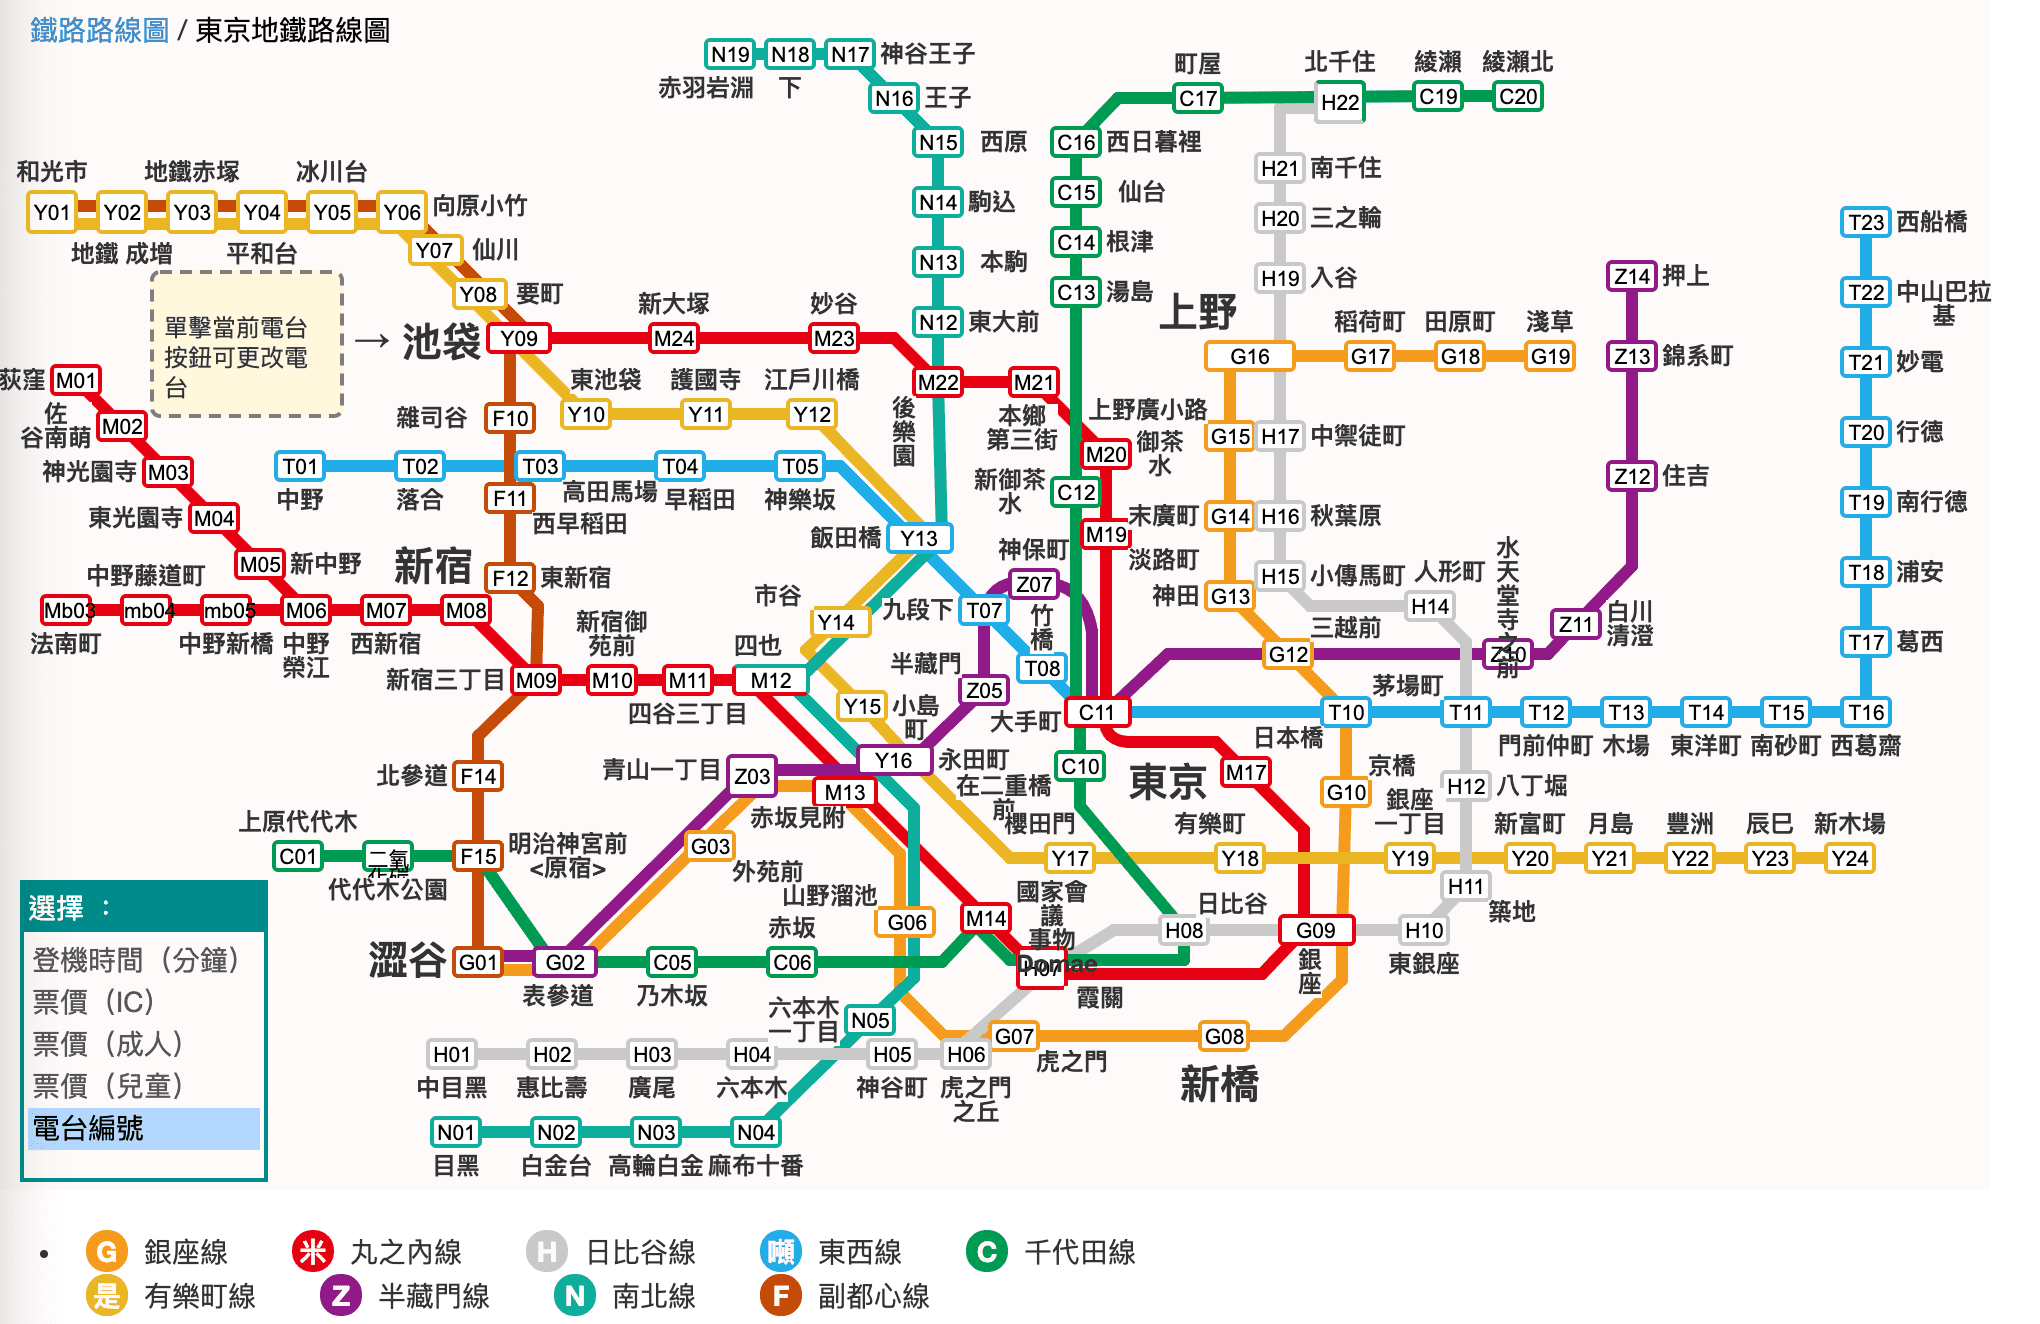 鐵路路線圖 / 東京地鐵路線圖
N19 N18 N17 神谷王子
赤羽岩淵 下
N16 王子
N15 西原
N14 駒込
N13 本駒
N12 東大前
町屋 北千住 綾瀨 綾瀨北
C17 H22 C19 C20
C16 西日暮裡
C15 仙台
C14 根津
C13 湯島
H21 南千住
H20 三之輪
H19 入谷
和光市 地鐵赤塚 冰川台
Y01 Y02 Y03 Y04 Y05 Y06 向原小竹
地鐵 成增 平和台
Y07 仙川
Y08 要町
單擊當前電台
按鈕可更改電
台
→ 池袋 Y09
新大塚 妙谷
M24 M23
M22 M21
後樂園
本鄉
第三街
東池袋 護國寺 江戶川橋
Y10 Y11 Y12
荻窪 M01
佐
谷南萌 M02
神光園寺 M03
東光園寺 M04
M05 新中野
雜司谷 F10
T01 T02 T03 T04 T05
中野 落合 高田馬場 早稻田 神樂坂
F11 西早稻田
新宿 F12 東新宿
飯田橋 Y13
上野
G16 G17 G18 G19
稻荷町 田原町 淺草
上野廣小路
G15 H17 中禦徒町
M20 御茶
水
新御茶
水 C12
M19 末廣町 G14 H16 秋葉原
淡路町
神保町
Z07
神田 G13 H15 小傳馬町 人形町
H14
水天堂寺之前
Z10
Z14 押上
Z13 錦系町
Z12 住吉
Z11 白川
清澄
T23 西船橋
T22 中山巴拉
基
T21 妙電
T20 行德
T19 南行德
T18 浦安
T17 葛西
中野藤道町
Mb03 mb04 mb05 M06 M07 M08
法南町 中野新橋 中野
榮江 西新宿
新宿三丁目 M09 M10 M11 M12
新宿御
苑前
四谷三丁目
四也
市谷 Y14
九段下 T07
竹橋
T08
半藏門 Z05
Y15 小島
町
大手町 C11
三越前 G12
茅場町
T10 T11 T12 T13 T14 T15 T16
日本橋 門前仲町 木場 東洋町 南砂町 西葛齋
北參道 F14
青山一丁目 Z03
Y16 永田町
M13
赤坂見附
在二重橋
前
C10
東京 M17
京橋
G10
銀座
一丁目
H12 八丁堀
上原代代木
C01 二氧
F15 明治神宮前
<原宿>
代代木公園
G03 外苑前
山野溜池
G06
櫻田門 有樂町 新富町 月島 豐洲 辰巳 新木場
Y17 Y18 Y19 Y20 Y21 Y22 Y23 Y24
H11 築地
國家會
議
事物
Domae
M14
H07
霞關
日比谷
H08 G09 H10
銀座
東銀座
澀谷 G01 G02 C05 C06
表參道 乃木坂 赤坂
六本木
一丁目 N05
H01 H02 H03 H04 H05 H06
中目黑 惠比壽 廣尾 六本木 神谷町 虎之門
之丘
G07 G08
虎之門
新橋
N01 N02 N03 N04
目黑 白金台 高輪白金 麻布十番
選擇 ：
登機時間（分鐘）
票價（IC）
票價（成人）
票價（兒童）
電台編號
• G 銀座線 米 丸之內線 H 日比谷線 噸 東西線 C 千代田線
是 有樂町線 Z 半藏門線 N 南北線 F 副都心線